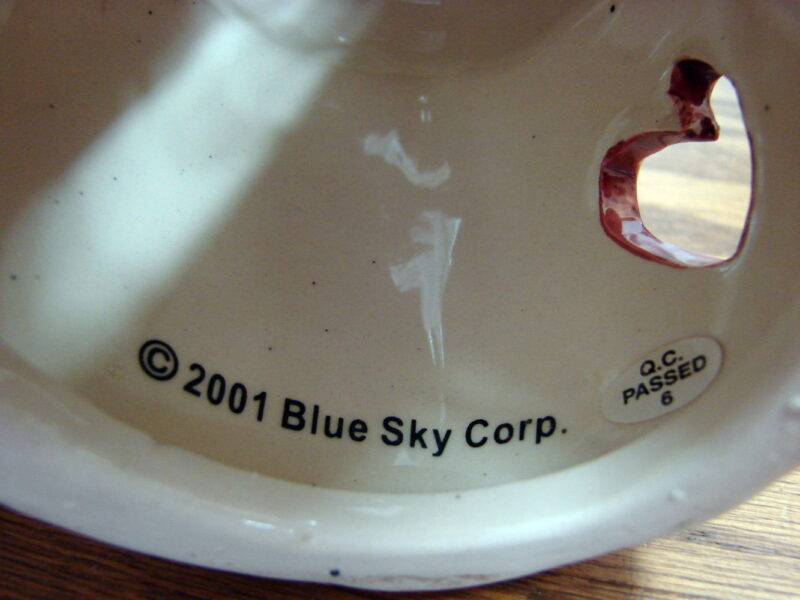 © 2001 Blue Sky Corp.
Q.C.
PASSED
6